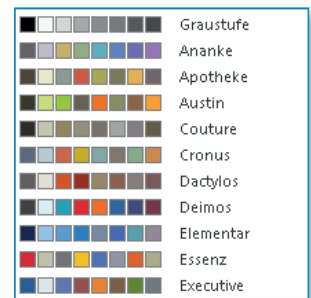 Graustufe
Ananke
Apotheke
Austin
Couture
Cronus
Dactylos
Deimos
Elementar
Essenz
Executive